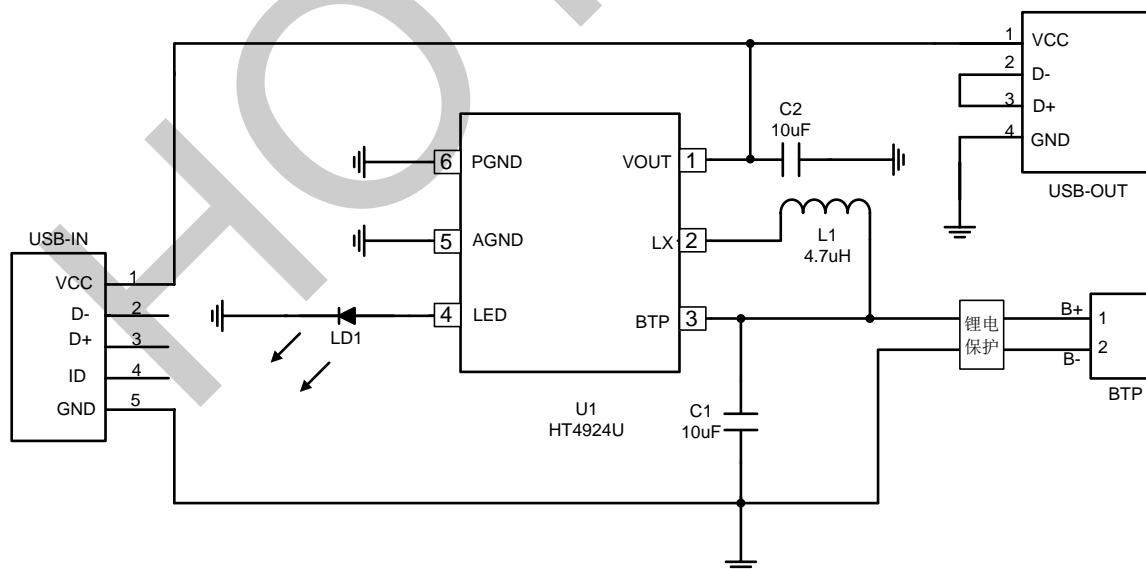 USB-OUT
1 VCC
2 D-
3 D+
4 GND
C2
10uF
6 PGND
VOUT 1
5 AGND
LX 2
L1
4.7uH
4 LED
BTP 3
LD1
U1
HT4924U
USB-IN
VCC 1
D- 2
D+ 3
ID 4
GND 5
C1
10uF
锂电
保护
B+ 1
B- 2
BTP
HOT